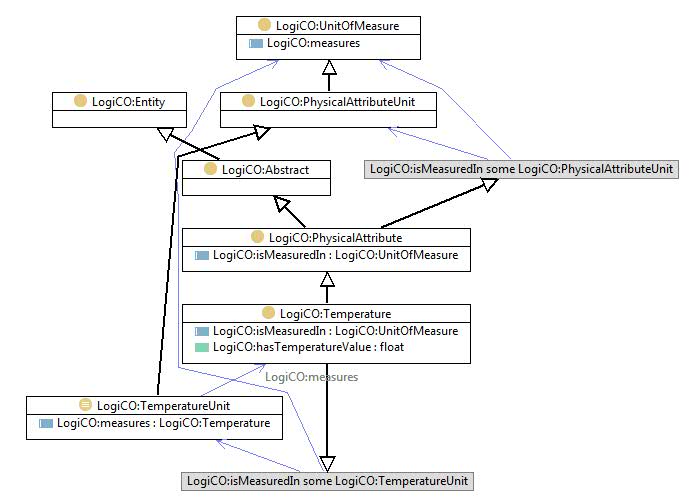 LogiCO:UnitOfMeasure
LogiCO:measures
LogiCO:Entity
LogiCO:PhysicalAttributeUnit
LogiCO:Abstract
LogiCO:isMeasuredIn some LogiCO:PhysicalAttributeUnit
LogiCO:PhysicalAttribute
LogiCO:isMeasuredIn : LogiCO:UnitOfMeasure
LogiCO:Temperature
LogiCO:isMeasuredIn : LogiCO:UnitOfMeasure
LogiCO:hasTemperatureValue : float
LogiCO:measures
LogiCO:TemperatureUnit
LogiCO:measures : LogiCO:Temperature
LogiCO:isMeasuredIn some LogiCO:TemperatureUnit